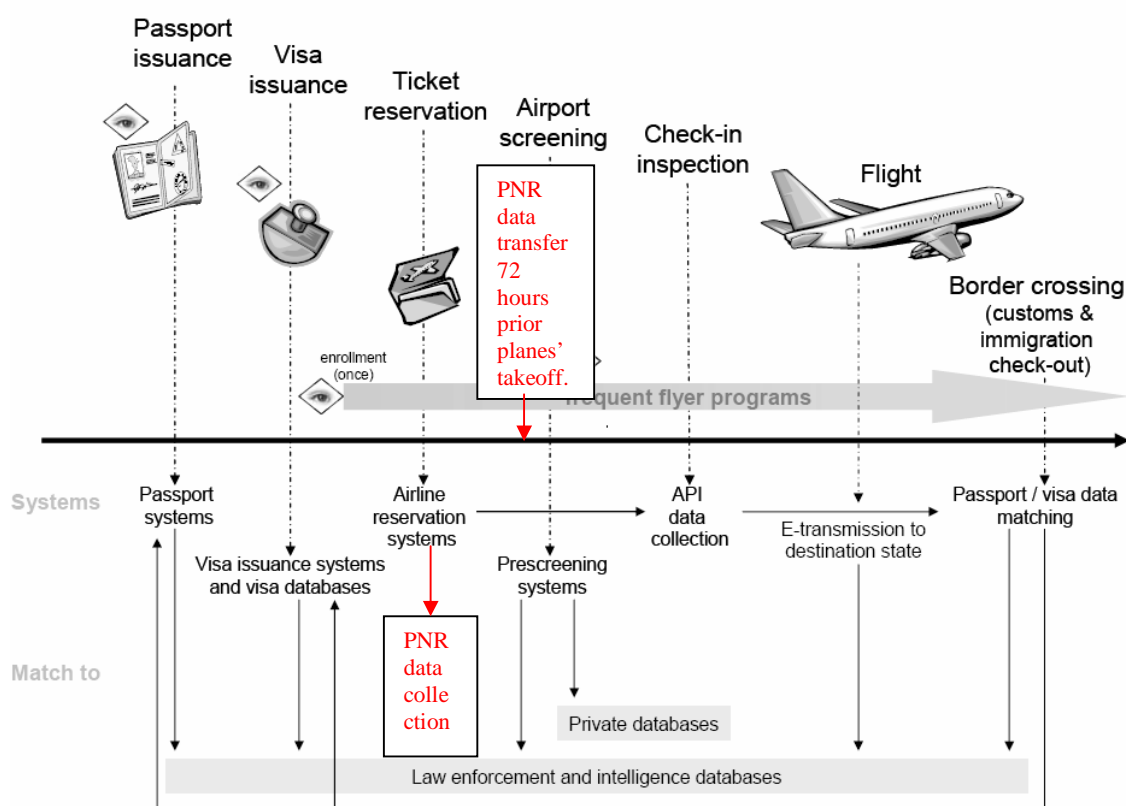 Passport
issuance
Visa
issuance
Ticket
reservation
Airport
screening
Check-in
inspection
Flight
Border crossing
(customs &
immigration
check-out)
PNR
data
transfer
72
hours
prior
planes'
takeoff.
enrollment
(once)
frequent flyer programs
Systems
Passport
systems
Visa issuance systems
and visa databases
Airline
reservation
systems
Prescreening
systems
API
data
collection
E-transmission to
destination state
Passport / visa data
matching
Match to
PNR
data
colle
ction
Private databases
Law enforcement and intelligence databases